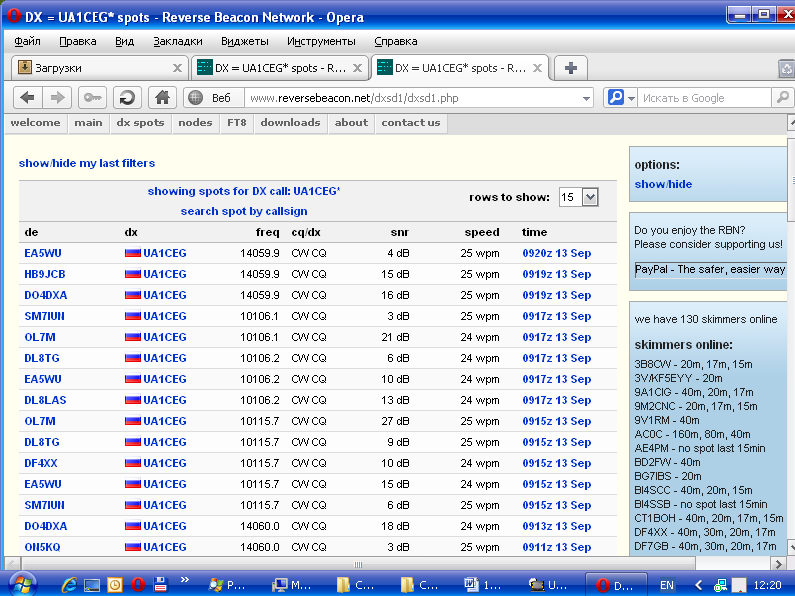 DX = UA1CEG* spots - Reverse Beacon Network - Opera
Файл Правка Вид Закладки Виджеты Инструменты Справка
Загрузки DX = UA1CEG* spots - R... DX = UA1CEG* spots - R...
Веб www.reversebeacon.net/dxsd1/dxsd1.php Искать в Google
welcome main dx spots nodes FT8 downloads about contact us
show/hide my last filters
showing spots for DX call: UA1CEG*
search spot by callsign
rows to show: 15
de dx freq cq/dx snr speed time
EA5WU UA1CEG 14059.9 CW CQ 4 dB 25 wpm 0920z 13 Sep
HB9JCB UA1CEG 14059.9 CW CQ 15 dB 25 wpm 0919z 13 Sep
DO4DXA UA1CEG 14059.9 CW CQ 16 dB 25 wpm 0919z 13 Sep
SM7IUN UA1CEG 10106.1 CW CQ 3 dB 25 wpm 0917z 13 Sep
OL7M UA1CEG 10106.1 CW CQ 21 dB 24 wpm 0917z 13 Sep
DL8TG UA1CEG 10106.2 CW CQ 6 dB 24 wpm 0917z 13 Sep
EA5WU UA1CEG 10106.2 CW CQ 10 dB 24 wpm 0917z 13 Sep
DL8LAS UA1CEG 10106.2 CW CQ 13 dB 24 wpm 0917z 13 Sep
OL7M UA1CEG 10115.7 CW CQ 27 dB 25 wpm 0915z 13 Sep
DL8TG UA1CEG 10115.7 CW CQ 9 dB 25 wpm 0915z 13 Sep
DF4XX UA1CEG 10115.7 CW CQ 10 dB 24 wpm 0915z 13 Sep
EA5WU UA1CEG 10115.7 CW CQ 15 dB 25 wpm 0915z 13 Sep
SM7IUN UA1CEG 10115.7 CW CQ 6 dB 25 wpm 0915z 13 Sep
DO4DXA UA1CEG 14060.0 CW CQ 18 dB 24 wpm 0913z 13 Sep
ON5KQ UA1CEG 14060.0 CW CQ 3 dB 25 wpm 0911z 13 Sep
options:
show/hide
Do you enjoy the RBN?
Please consider supporting us!
PayPal - The safer, easier way
we have 130 skimmers online
skimmers online:
3B8CW - 20m, 17m, 15m
3V/KF5EYY - 20m
9A1CIG - 40m, 20m, 17m
9M2CNC - 20m, 17m, 15m
9V1RM - 40m
AC0C - 160m, 80m, 40m
AE4PM - no spot last 15min
BD2FW - 40m
BG7IBS - 20m
BI4SCC - 40m, 20m, 15m
BI4SSB - no spot last 15min
CT1BOH - 40m, 20m, 17m, 15m
DF4XX - 40m, 30m, 20m, 17m
DF7GB - 40m, 30m, 20m, 17m
P... M... C... C... 1... U... D... EN 12:20